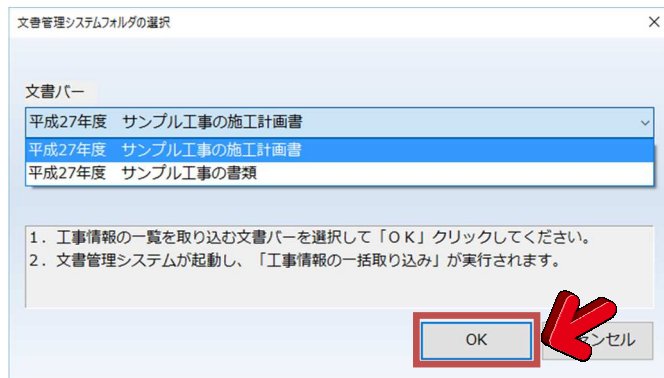 文書管理システムフォルダの選択
文書バー
平成27年度　サンプル工事の施工計画書
平成27年度　サンプル工事の施工計画書
平成27年度　サンプル工事の書類
1．工事情報の一覧を取り込む文書バーを選択して「ＯＫ」クリックしてください。
2．文書管理システムが起動し、「工事情報の一括取り込み」が実行されます。
OK
ンセル